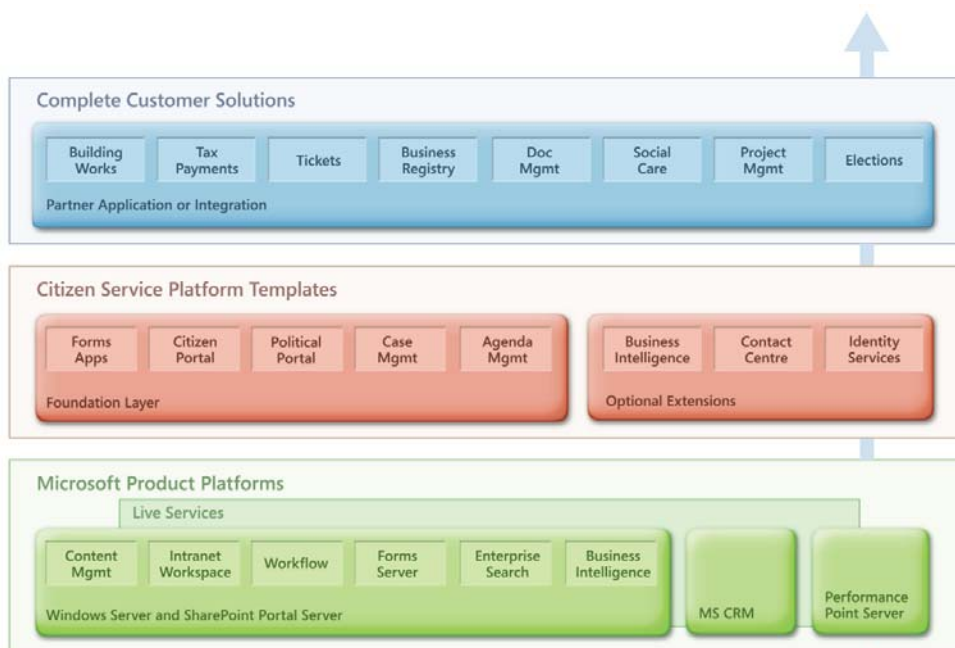 Complete Customer Solutions
Building
Works
Tax
Payments
Tickets
Business
Registry
Doc
Mgmt
Social
Care
Project
Mgmt
Elections
Partner Application or Integration
Citizen Service Platform Templates
Forms
Apps
Citizen
Portal
Political
Portal
Case
Mgmt
Agenda
Mgmt
Foundation Layer
Business
Intelligence
Contact
Centre
Identity
Services
Optional Extensions
Microsoft Product Platforms
Live Services
Content
Mgmt
Intranet
Workspace
Workflow
Forms
Server
Enterprise
Search
Business
Intelligence
Windows Server and SharePoint Portal Server
MS CRM
Performance
Point Server